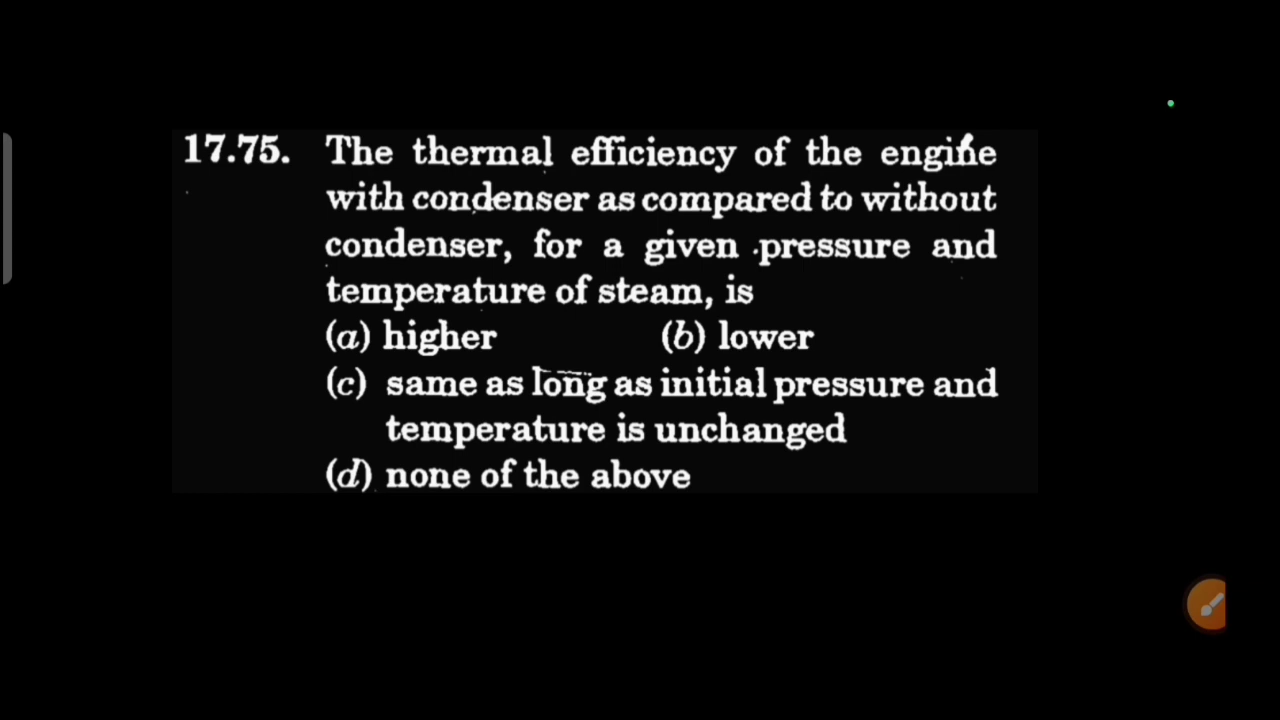 17.75. The thermal efficiency of the engine
with condenser as compared to without
condenser, for a given pressure and
temperature of steam, is
(a) higher (b) lower
(c) same as long as initial pressure and
temperature is unchanged
(d) none of the above